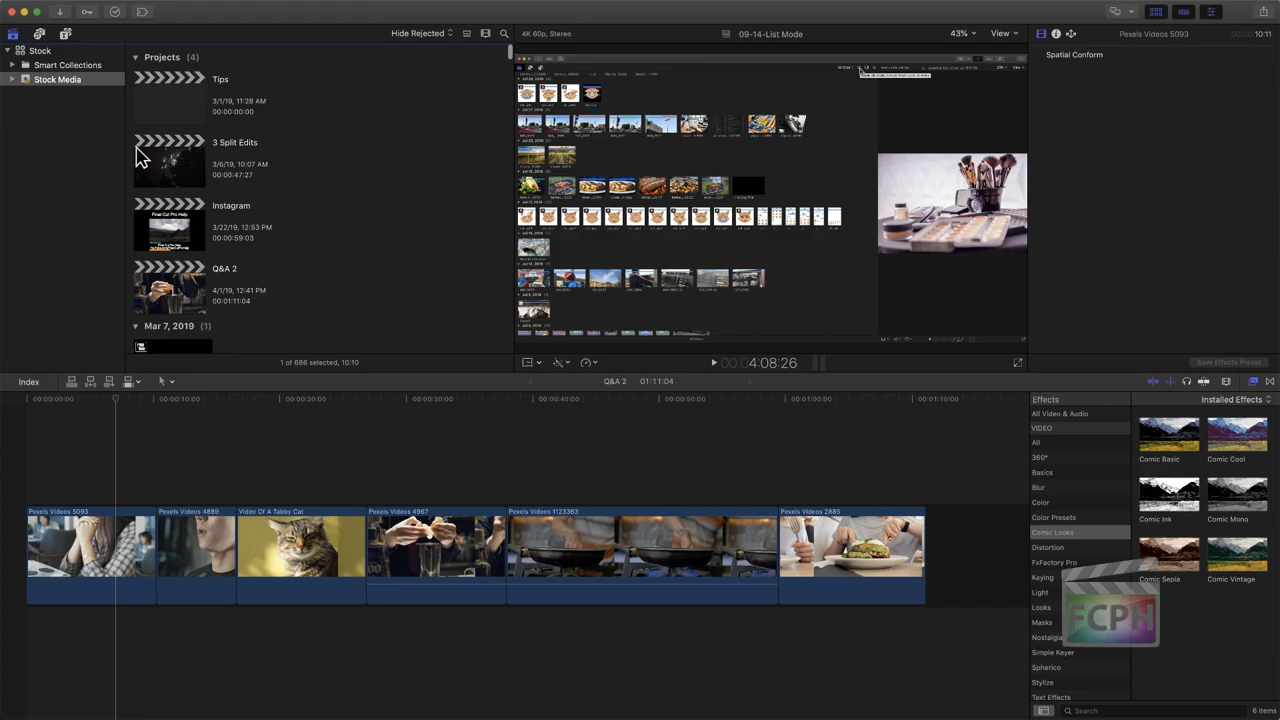 Hide Rejected
4K 60p, Stereo
09-14-List Mode
43%
View
Pexels Videos 5093
10:11
Stock
Smart Collections
Stock Media
Projects (4)
Tips
3/1/19, 11:28 AM
00:00:00:00
3 Split Edits
3/6/19, 10:07 AM
00:00:47:27
Instagram
3/22/19, 12:53 PM
00:00:59:03
Q&A 2
4/1/19, 12:41 PM
00:01:11:04
Mar 7, 2019 (1)
Final Cut Pro Help
Spatial Conform
1 of 686 selected, 10:10
4:08:26
Save Effects Preset
Index
Q&A 2
01:11:04
00:00:00:00
00:00:10:00
00:00:20:00
00:00:30:00
00:00:40:00
00:00:50:00
00:01:00:00
00:01:10:00
Pexels Videos 5093
Pexels Videos 4889
Video Of A Tabby Cat
Pexels Videos 4967
Pexels Videos 1123363
Pexels Videos 2885
Effects
Installed Effects
All Video & Audio
VIDEO
All
360°
Basics
Blur
Color
Color Presets
Comic Looks
Distortion
FxFactory Pro
Keying
Light
Looks
Masks
Nostalgia
Simple Keyer
Spherico
Stylize
Text Effects
Comic Basic
Comic Cool
Comic Ink
Comic Mono
Comic Sepia
Comic Vintage
FCPH
Search
6 items